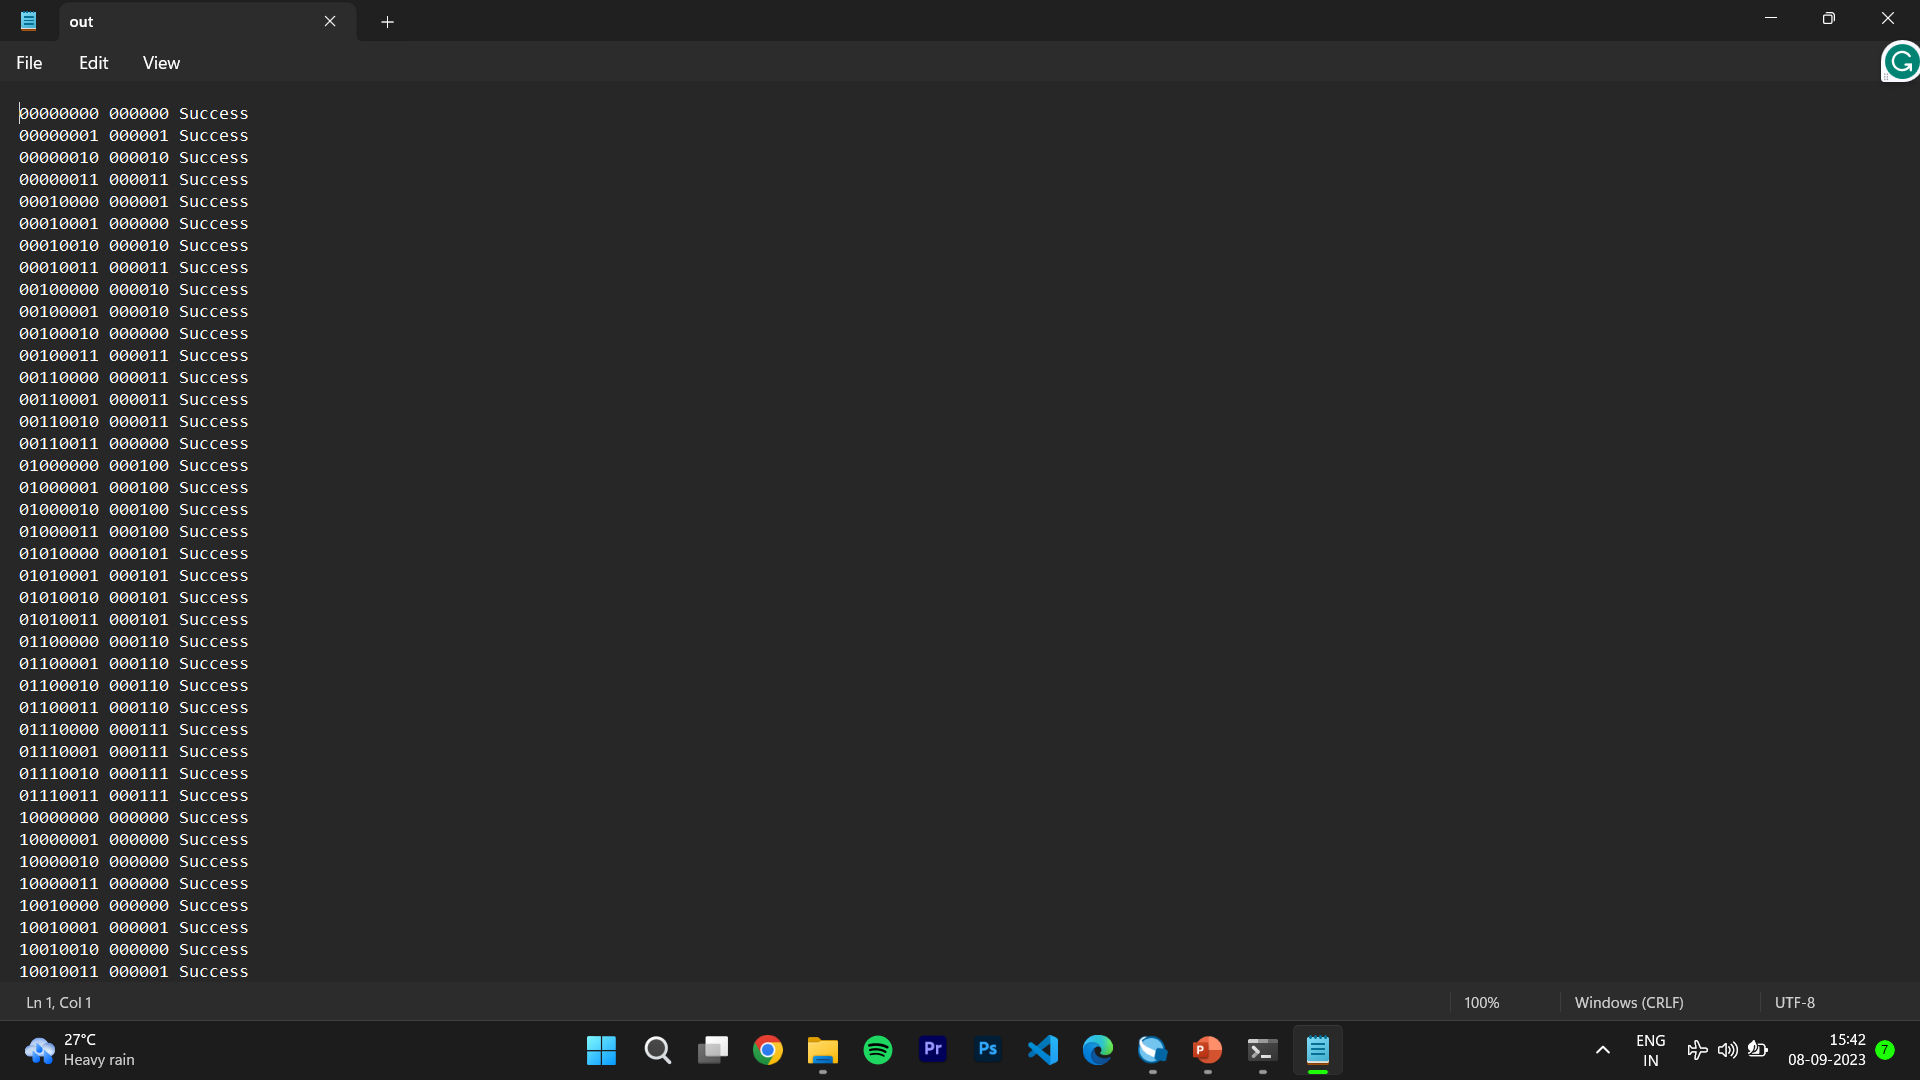 out
File Edit View
00000000 000000 Success
00000001 000001 Success
00000010 000010 Success
00000011 000011 Success
00010000 000001 Success
00010001 000000 Success
00010010 000010 Success
00010011 000011 Success
00100000 000010 Success
00100001 000010 Success
00100010 000000 Success
00100011 000011 Success
00110000 000011 Success
00110001 000011 Success
00110010 000011 Success
00110011 000000 Success
01000000 000100 Success
01000001 000100 Success
01000010 000100 Success
01000011 000100 Success
01010000 000101 Success
01010001 000101 Success
01010010 000101 Success
01010011 000101 Success
01100000 000110 Success
01100001 000110 Success
01100010 000110 Success
01100011 000110 Success
01110000 000111 Success
01110001 000111 Success
01110010 000111 Success
01110011 000111 Success
10000000 000000 Success
10000001 000000 Success
10000010 000000 Success
10000011 000000 Success
10010000 000000 Success
10010001 000001 Success
10010010 000000 Success
10010011 000001 Success
Ln 1, Col 1 100% Windows (CRLF) UTF-8
27°C
Heavy rain
Pr Ps P
ENG
IN
15:42
08-09-2023
7